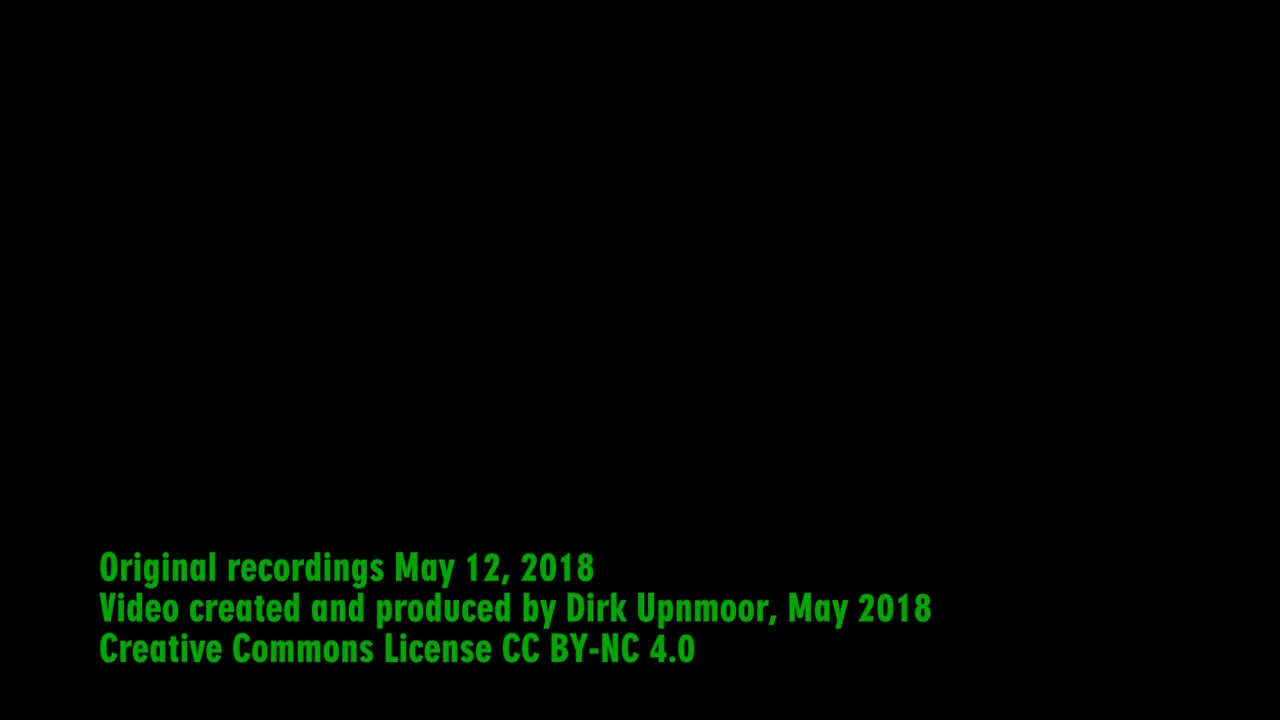 Original recordings May 12, 2018
Video created and produced by Dirk Upnmoor, May 2018
Creative Commons License CC BY-NC 4.0